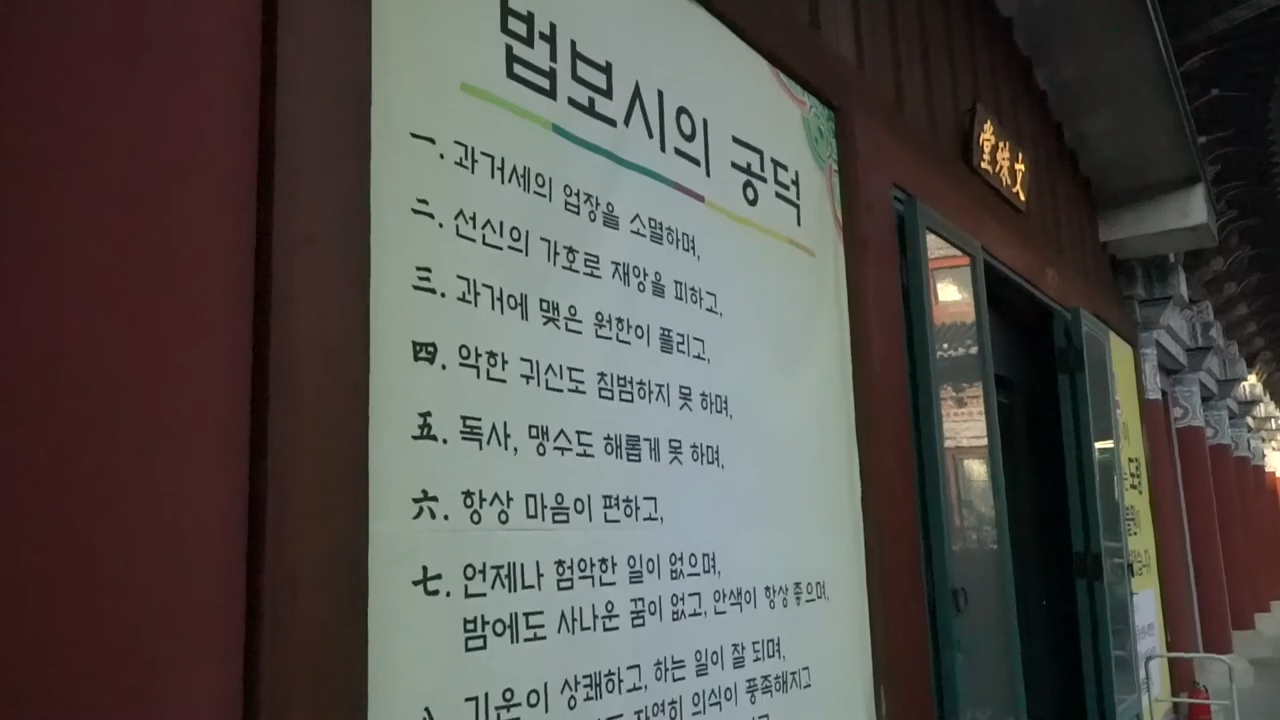 법보시의 공덕
一. 과거세의 업장을 소멸하며,
二. 선신의 가호로 재앙을 피하고,
三. 과거에 맺은 원한이 풀리고,
四. 악한 귀신도 침범하지 못 하며,
五. 독사, 맹수도 해롭게 못 하며,
六. 항상 마음이 편하고,
七. 언제나 험악한 일이 없으며,
밤에도 사나운 꿈이 없고, 안색이 항상 좋으며,
기운이 상쾌하고, 하는 일이 잘 되며,
자연히 의식이 풍족해지고
堂殊文